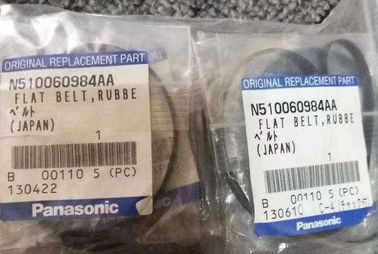 ORIGINAL REPLACEMENT PART
N510060984AA
FLAT BELT,RUBBE
ベルト
(JAPAN)
1
B 00110 5 (PC)
130422
Panasonic
ORIGINAL REPLACEMENT PART
N510060984AA
FLAT BELT,RUBBE
ベルト
(JAPAN)
1
B 00110 5 (PC)
130610
Panasonic